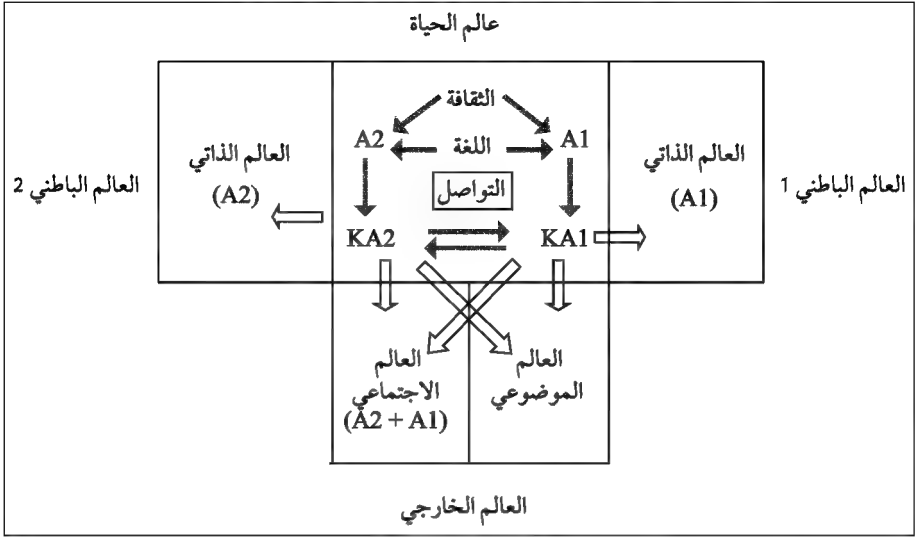 عالم الحياة
الثقافة
A1
اللغة
A2
العالم الذاتي
(A1)
العالم الباطني 1
العالم الذاتي
(A2)
العالم الباطني 2
التواصل
KA1
KA2
العالم
الموضوعي
العالم
الاجتماعي
(A2 + A1)
العالم الخارجي